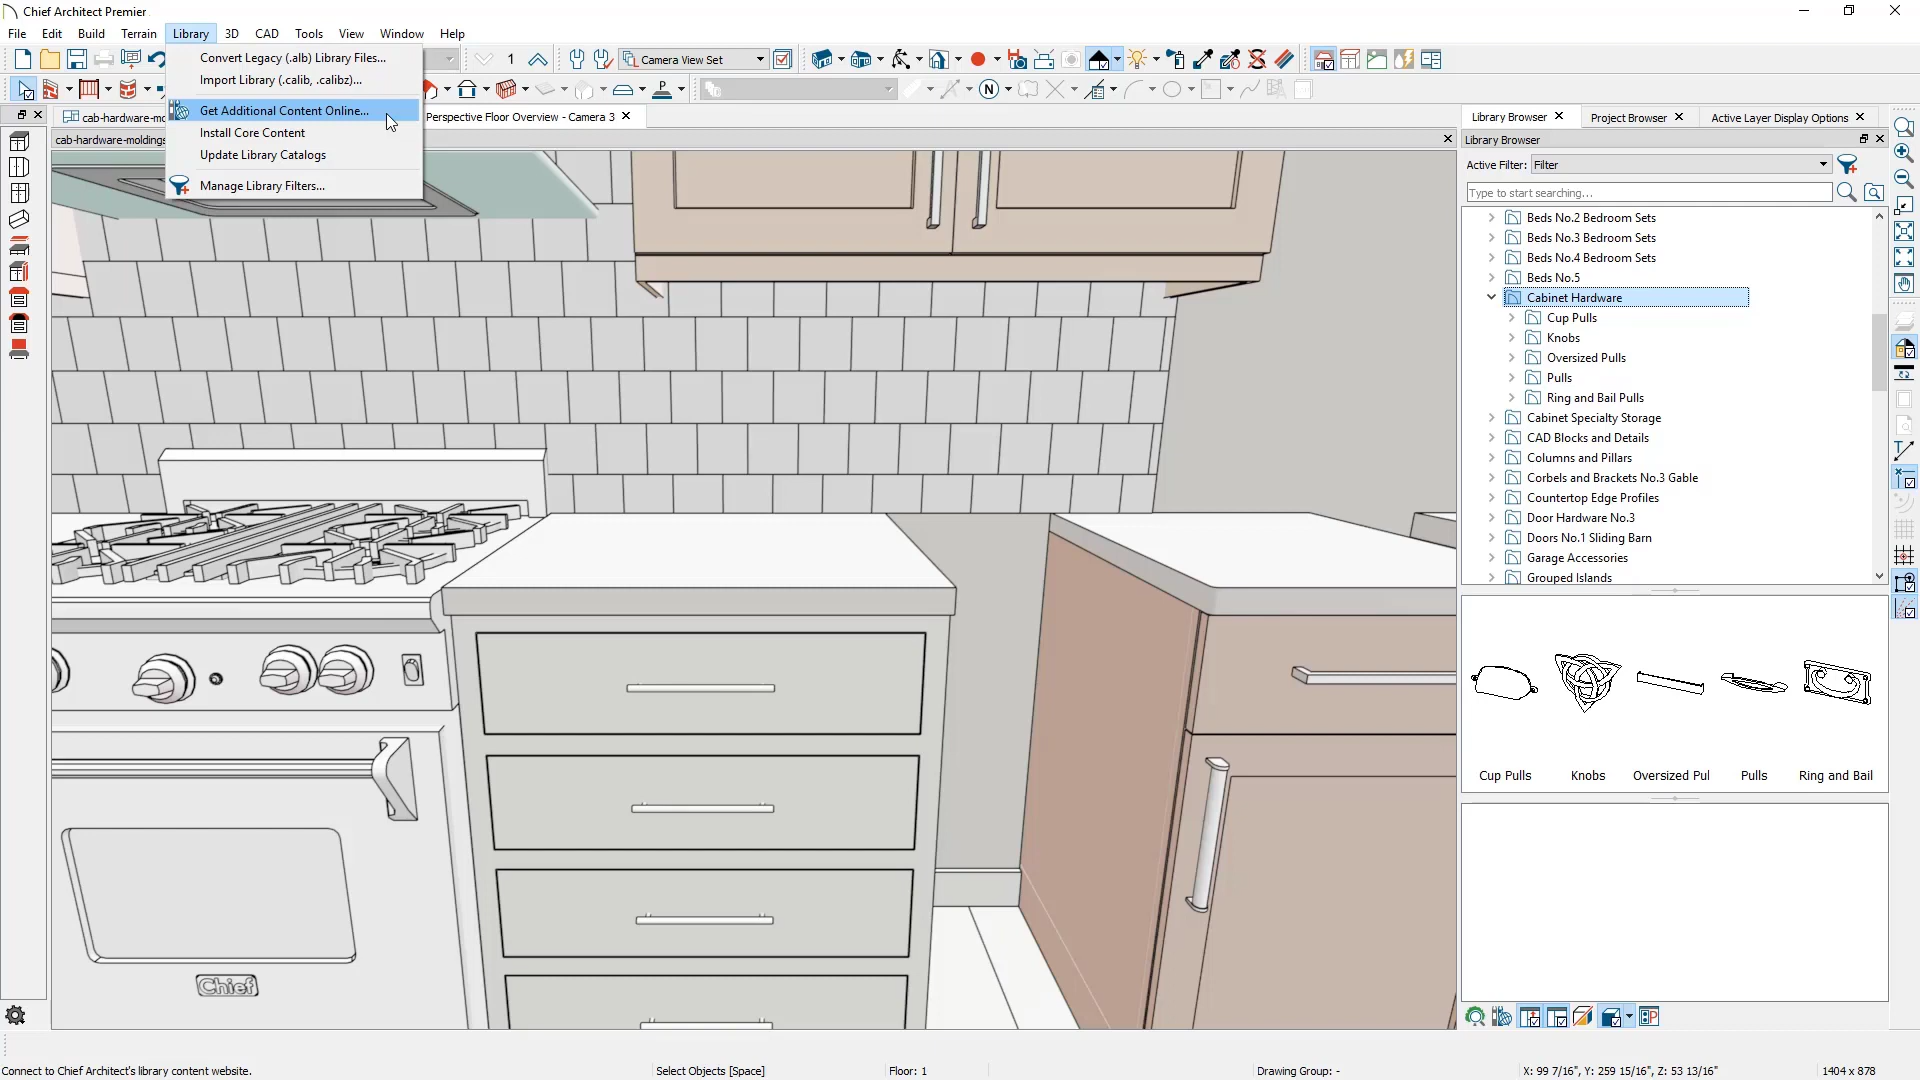 Chief Architect Premier
File Edit Build Terrain Library 3D CAD Tools View Window Help
Convert Legacy (.alb) Library Files...
Import Library (.calib, .calibz)...
Get Additional Content Online...
Install Core Content
Update Library Catalogs
Manage Library Filters...
1
Camera View Set
N
P
cab-hardware-mo
Perspective Floor Overview - Camera 3
cab-hardware-moldings
Library Browser
Project Browser
Active Layer Display Options
Library Browser
Active Filter:
Filter
Type to start searching...
Beds No.2 Bedroom Sets
Beds No.3 Bedroom Sets
Beds No.4 Bedroom Sets
Beds No.5
Cabinet Hardware
Cup Pulls
Knobs
Oversized Pulls
Pulls
Ring and Bail Pulls
Cabinet Specialty Storage
CAD Blocks and Details
Columns and Pillars
Corbels and Brackets No.3 Gable
Countertop Edge Profiles
Door Hardware No.3
Doors No.1 Sliding Barn
Garage Accessories
Grouped Islands
Cup Pulls
Knobs
Oversized Pul
Pulls
Ring and Bail
Chief
Connect to Chief Architect's library content website.
Select Objects [Space]
Floor: 1
Drawing Group: -
X: 99 7/16", Y: 259 15/16", Z: 53 13/16"
1404 x 878